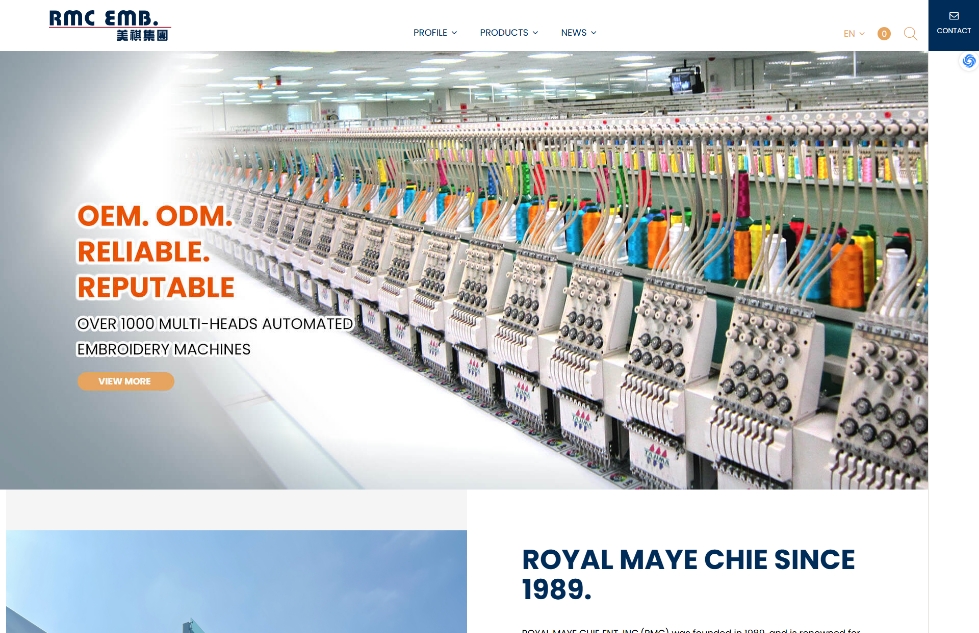 RMC EMB.
美祺集團
PROFILE
PRODUCTS
NEWS
EN
0
CONTACT
OEM. ODM.
RELIABLE.
REPUTABLE
OVER 1000 MULTI-HEADS AUTOMATED
EMBROIDERY MACHINES
VIEW MORE
ROYAL MAYE CHIE SINCE
1989.
ROYAL MAYE CHIE ENT. INC.(RMC) was founded in 1989, and is renowned for